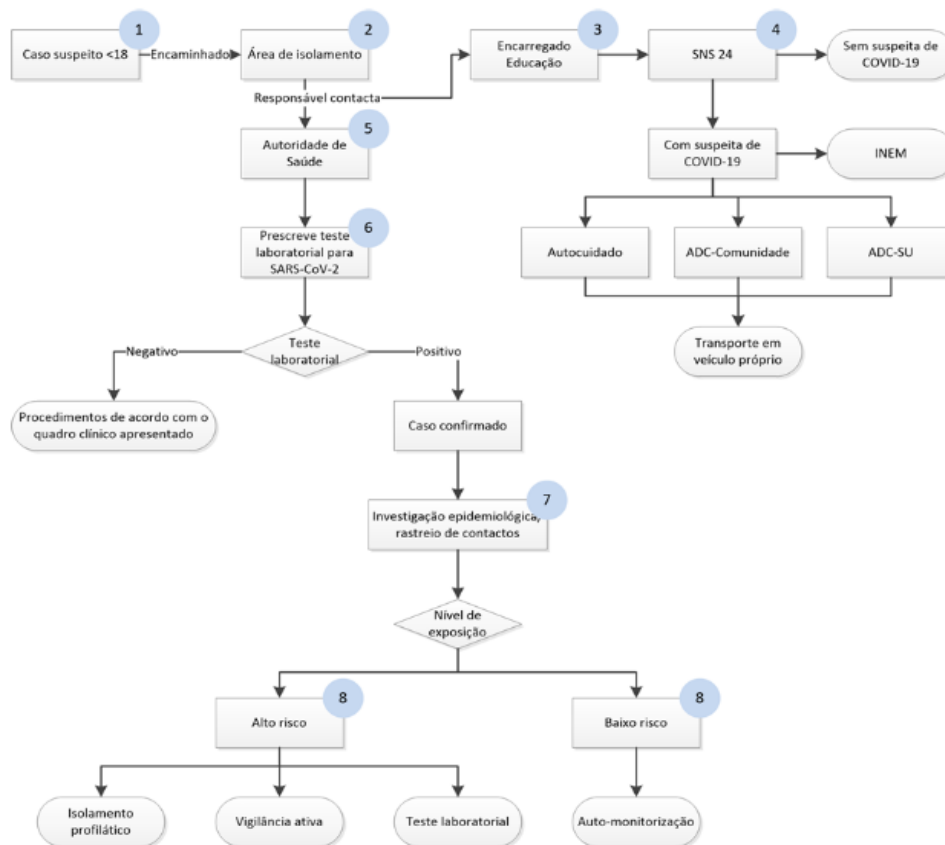 1
Caso suspeito <18
Encaminhado
2
Área de isolamento
3
Encarregado
Educação
4
SNS 24
Sem suspeita de
COVID-19
Responsável contacta
5
Autoridade de
Saúde
Com suspeita de
COVID-19
INEM
6
Prescreve teste
laboratorial para
SARS-CoV-2
Autocuidado
ADC-Comunidade
ADC-SU
Teste
laboratorial
Negativo
Positivo
Transporte em
veículo próprio
Procedimentos de acordo com o
quadro clínico apresentado
Caso confirmado
7
Investigação epidemiológica,
rastreio de contactos
Nível de
exposição
8
Alto risco
8
Baixo risco
Isolamento
profilático
Vigilância ativa
Teste laboratorial
Auto-monitorização